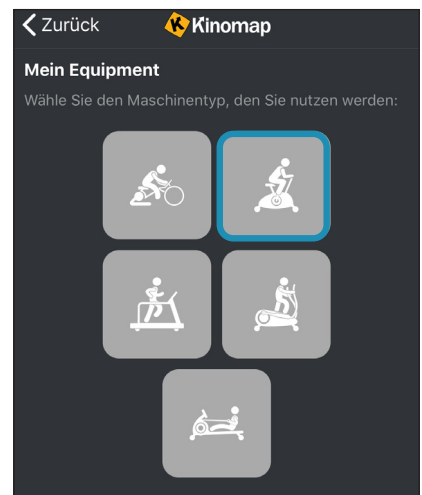 Zurück
Kinomap
Mein Equipment
Wähle Sie den Maschinentyp, den Sie nutzen werden: